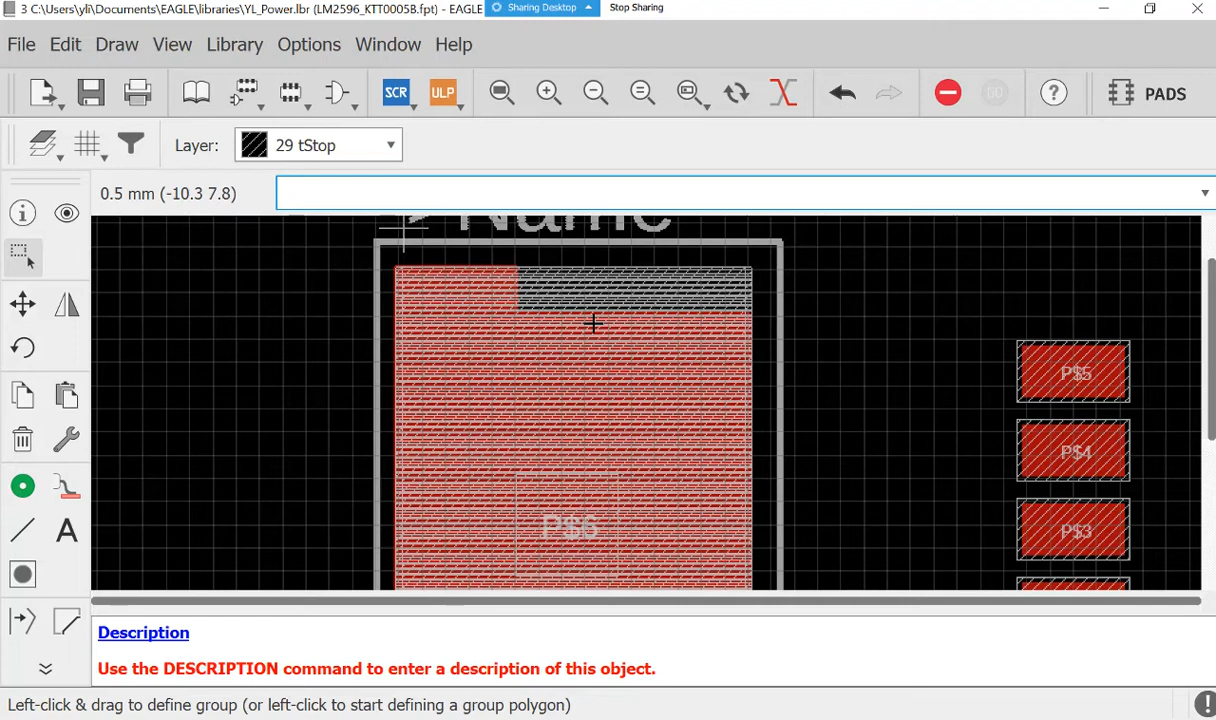 3 C:\Users\yli\Documents\EAGLE\libraries\YL_Power.lbr (LM2596_KTT0005B.fpt) - EAGLE
Sharing Desktop
Stop Sharing
File Edit Draw View Library Options Window Help
SCR ULP GO ? PADS
Layer: 29 tStop
0.5 mm (-10.3 7.8)
>Name
P$5
P$4
P$3
P$6
Description
Use the DESCRIPTION command to enter a description of this object.
Left-click & drag to define group (or left-click to start defining a group polygon)